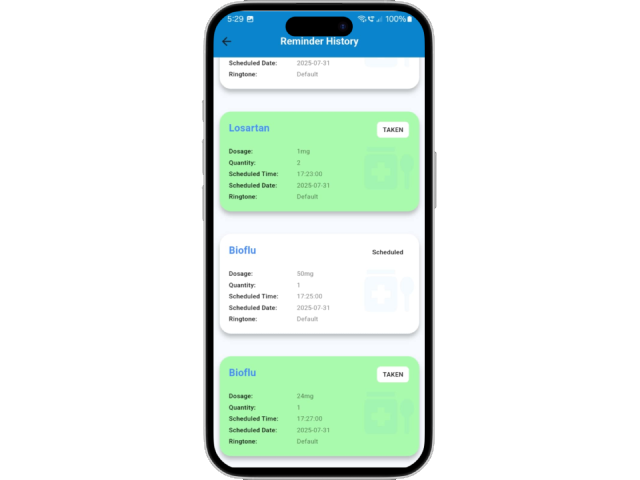 5:29 100%
Reminder History
Scheduled Date: 2025-07-31
Ringtone: Default
Losartan
TAKEN
Dosage: 1mg
Quantity: 2
Scheduled Time: 17:23:00
Scheduled Date: 2025-07-31
Ringtone: Default
Bioflu
Scheduled
Dosage: 50mg
Quantity: 1
Scheduled Time: 17:25:00
Scheduled Date: 2025-07-31
Ringtone: Default
Bioflu
TAKEN
Dosage: 24mg
Quantity: 1
Scheduled Time: 17:27:00
Scheduled Date: 2025-07-31
Ringtone: Default